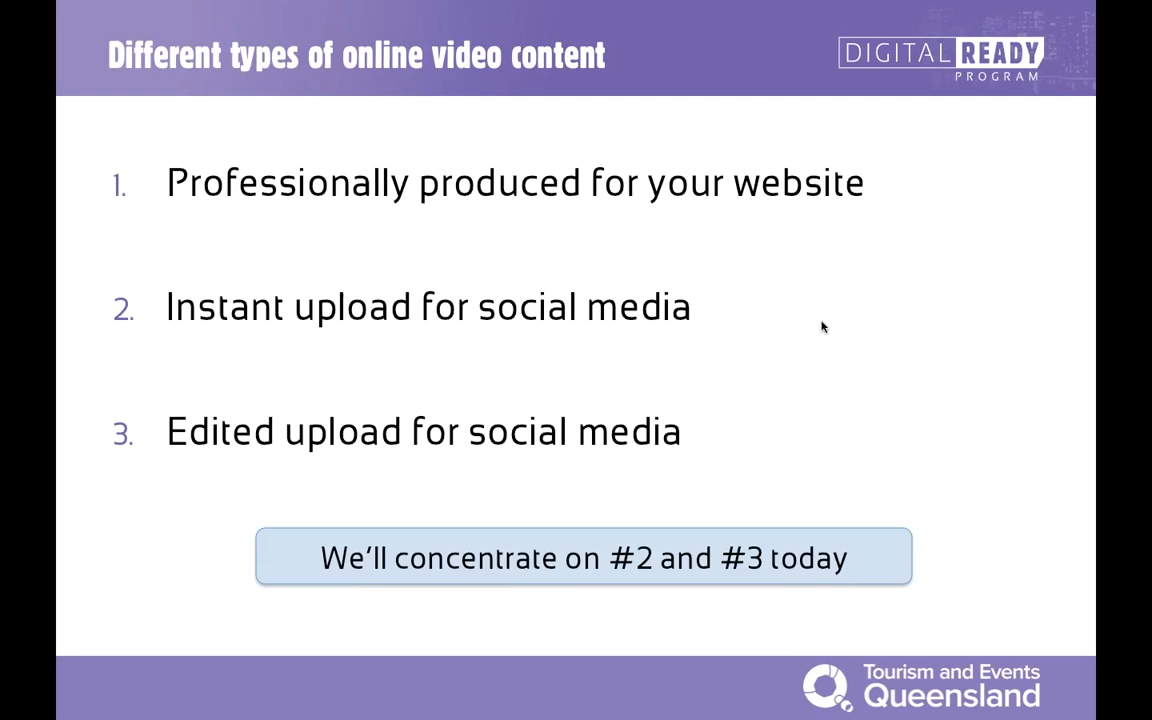 Different types of online video content
DIGITAL READY
PROGRAM
1. Professionally produced for your website
2. Instant upload for social media
3. Edited upload for social media
We'll concentrate on #2 and #3 today
Tourism and Events
Queensland